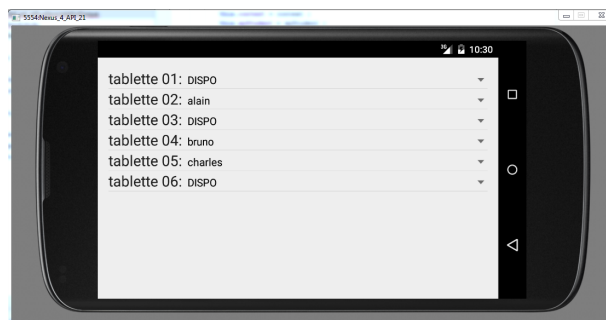 5554:Nexus_4_API_21
3G 10:30
tablette 01: DISPO
tablette 02: alain
tablette 03: DISPO
tablette 04: bruno
tablette 05: charles
tablette 06: DISPO